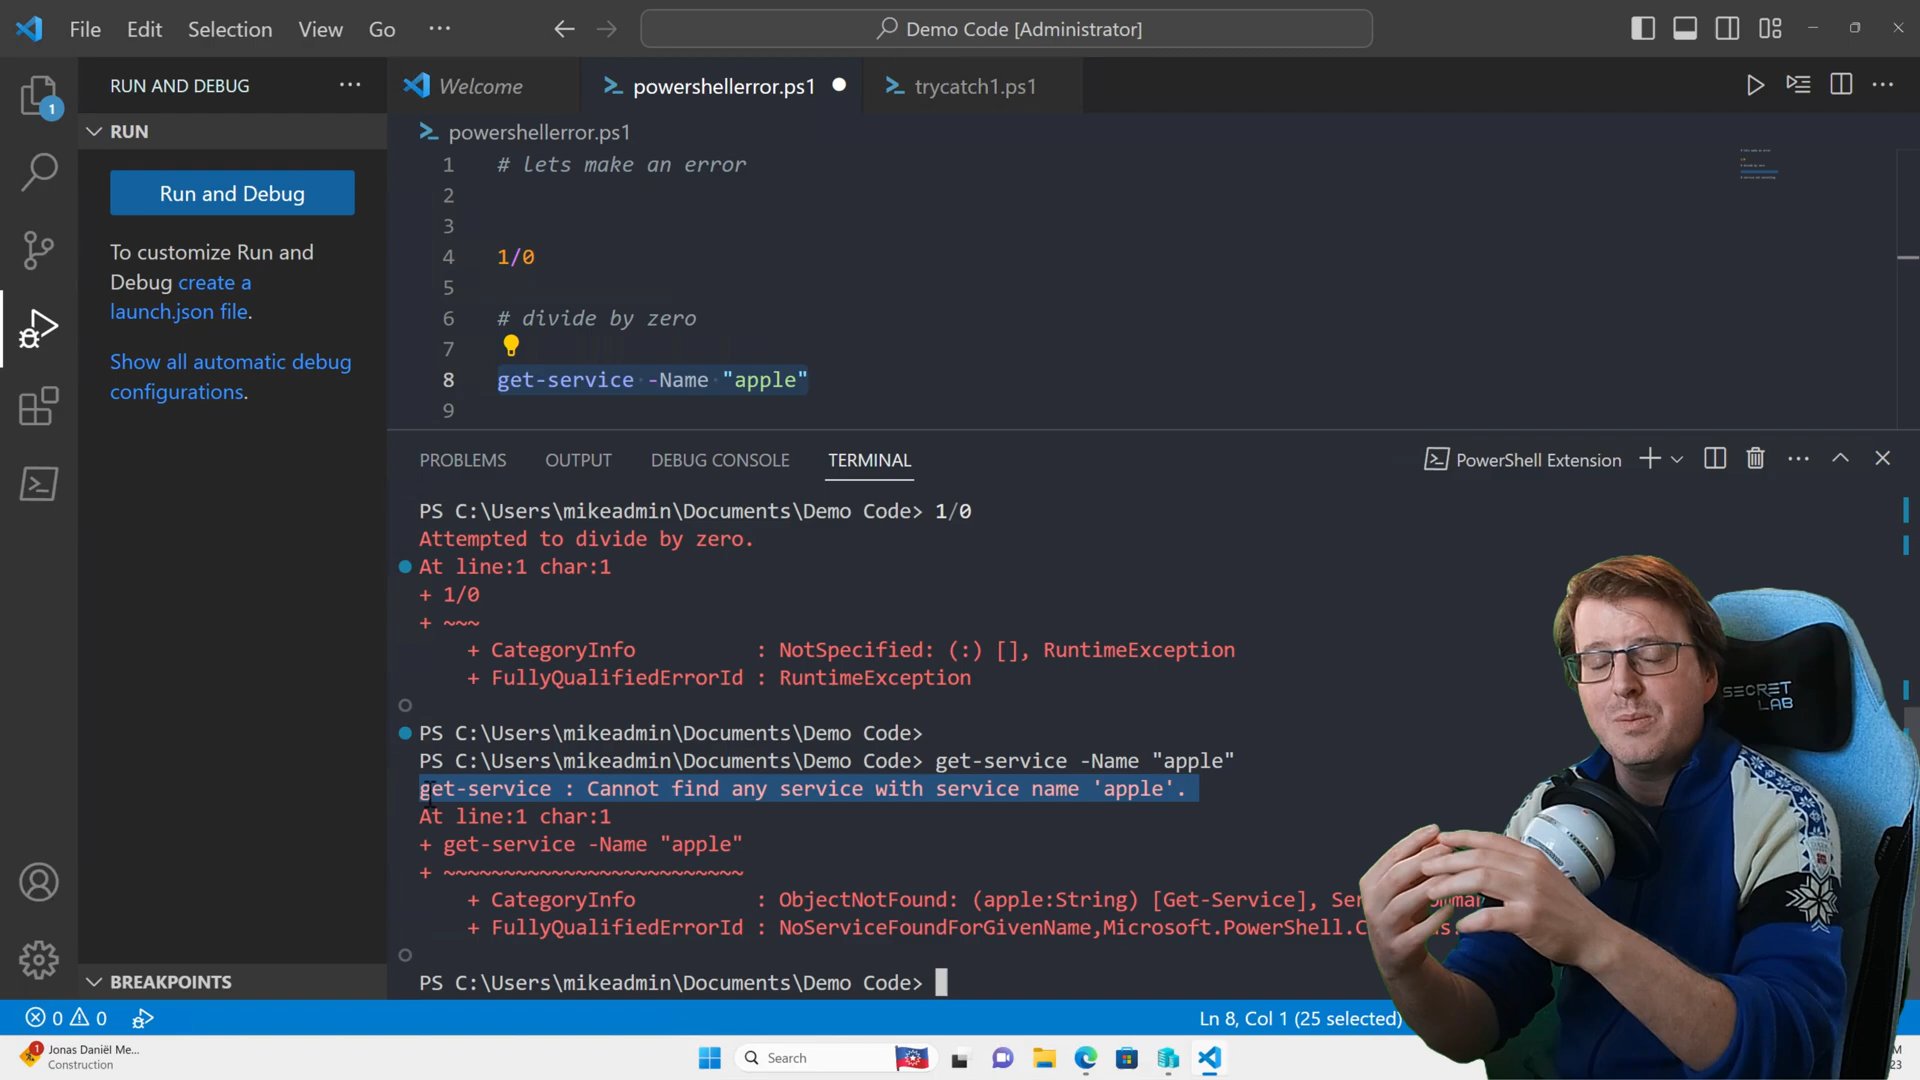 File Edit Selection View Go ···
Demo Code [Administrator]
RUN AND DEBUG ···
Welcome powershellerror.ps1 trycatch1.ps1
1
RUN
powershellerror.ps1
Run and Debug
To customize Run and
Debug create a
launch.json file.
Show all automatic debug
configurations.
1 # lets make an error
2
3
4 1/0
5
6 # divide by zero
7
8 get-service -Name "apple"
9
PROBLEMS OUTPUT DEBUG CONSOLE TERMINAL
PowerShell Extension
PS C:\Users\mikeadmin\Documents\Demo Code> 1/0
Attempted to divide by zero.
At line:1 char:1
+ 1/0
+ ~~~
+ CategoryInfo : NotSpecified: (:) [], RuntimeException
+ FullyQualifiedErrorId : RuntimeException
PS C:\Users\mikeadmin\Documents\Demo Code>
PS C:\Users\mikeadmin\Documents\Demo Code> get-service -Name "apple"
get-service : Cannot find any service with service name 'apple'.
At line:1 char:1
+ get-service -Name "apple"
+ ~~~~~~~~~~~~~~~~~~~~~~~~~
+ CategoryInfo : ObjectNotFound: (apple:String) [Get-Service], Ser
+ FullyQualifiedErrorId : NoServiceFoundForGivenName,Microsoft.PowerShell.C
PS C:\Users\mikeadmin\Documents\Demo Code>
SECRET
LAB
BREAKPOINTS
0 0
Ln 8, Col 1 (25 selected)
1
Jonas Daniël Me...
Construction
Search